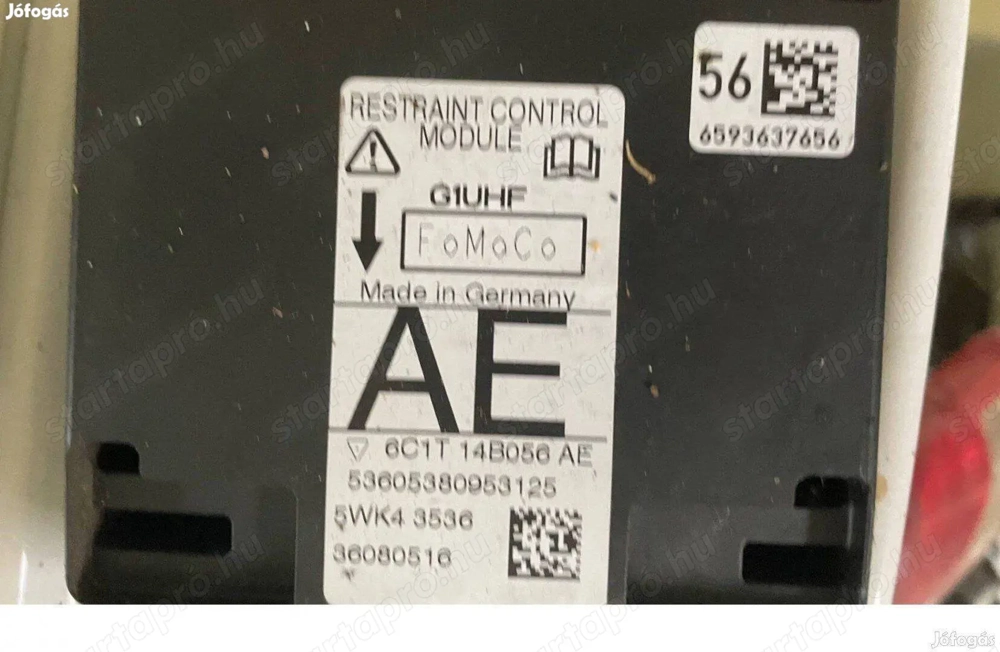 Jófogás
56
6593637656
RESTRAINT CONTROL
MODULE
G1UHF
FoMoCo
Made in Germany
AE
6C1T 14B056 AE
53605380953125
5WK4 3536
36080516
startapró.hu
Jófogás